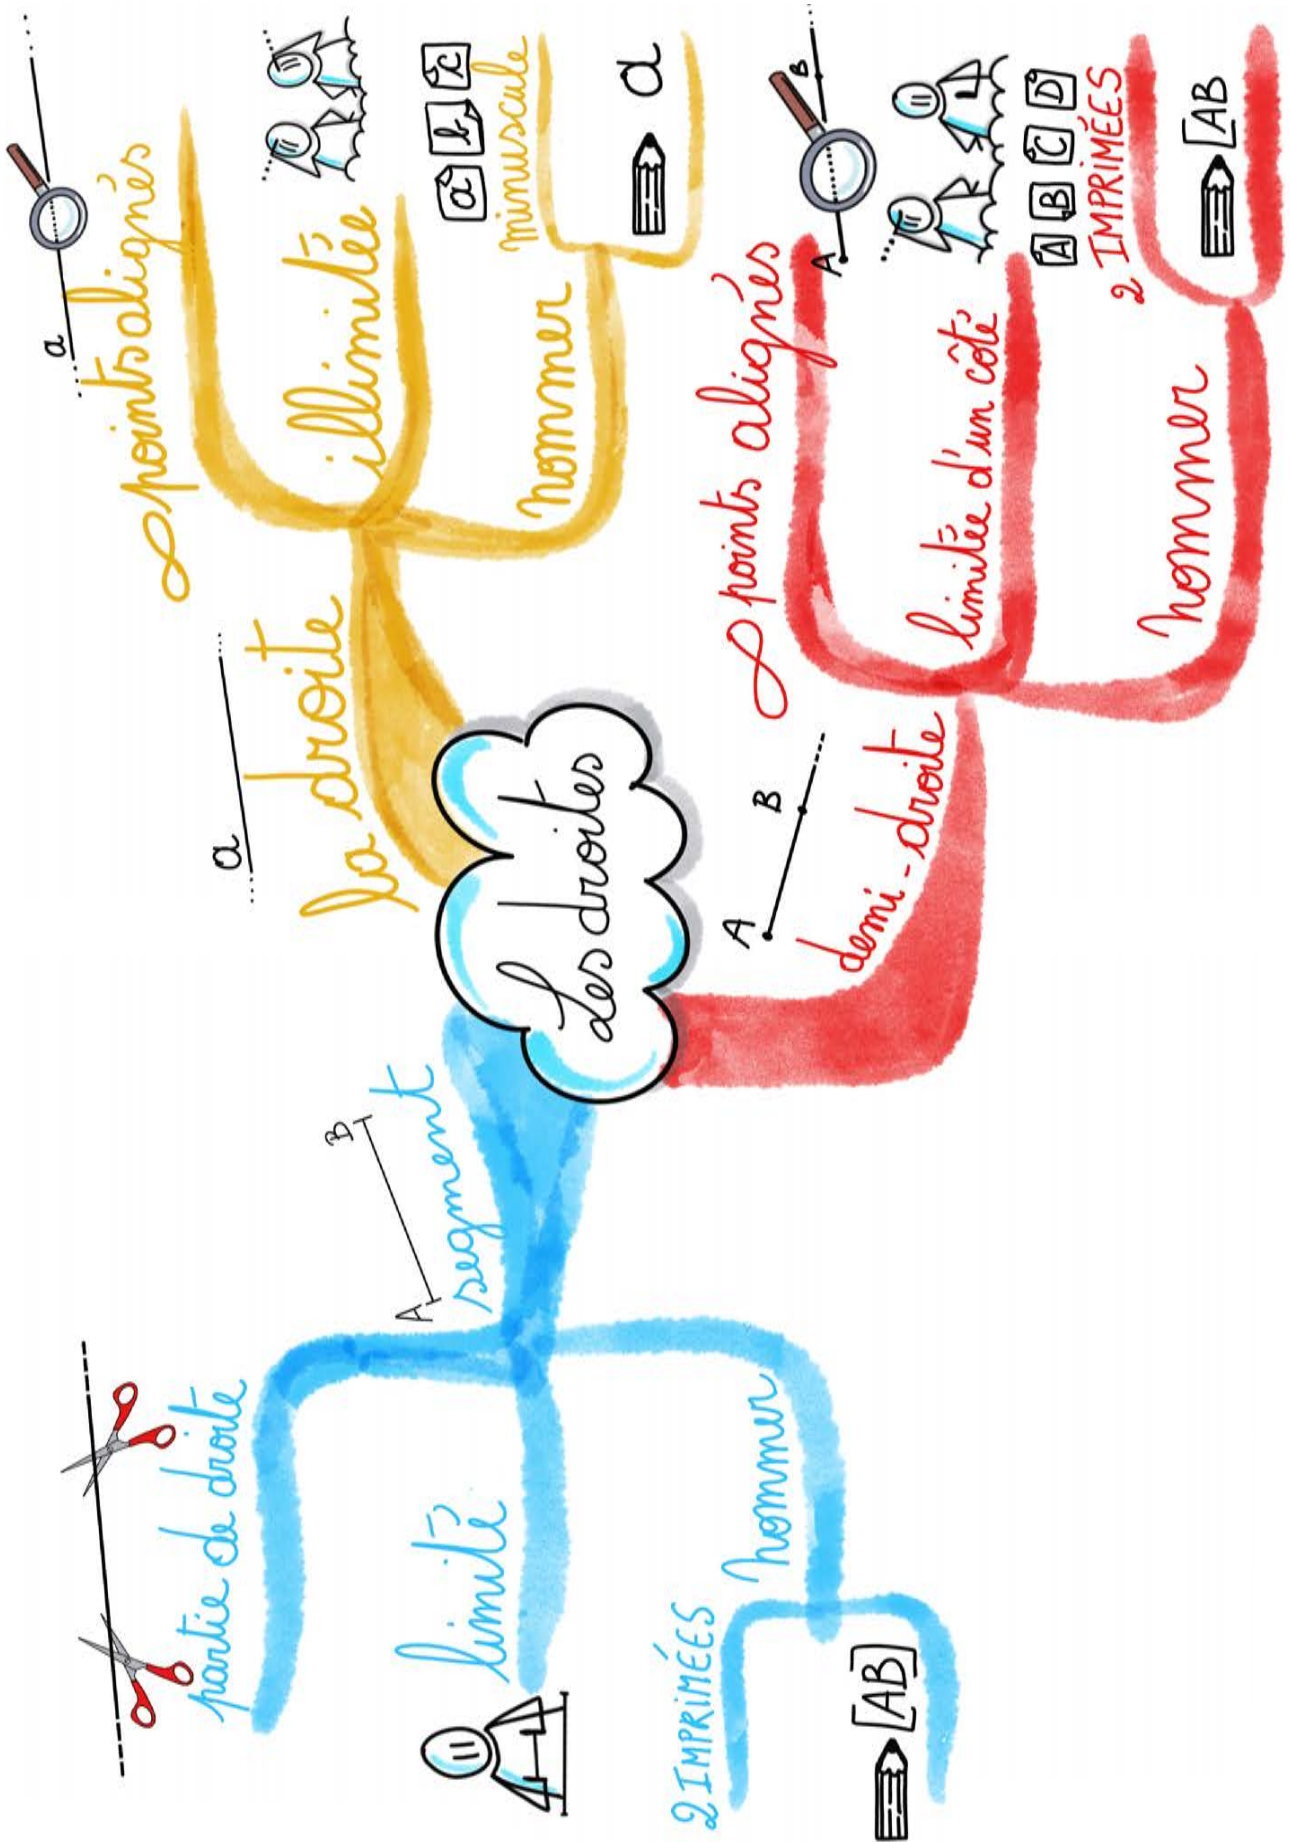 Les droites
la droite
a
∞ points alignés
a
illimité
nommer
a b c
minuscule
a
demi-droite
A B
∞ points alignés
A B
limitée d'un côté
nommer
A B C D
2 IMPRIMÉES
[AB
segment
A B
partie de droite
limité
nommer
2 IMPRIMÉES
[AB]